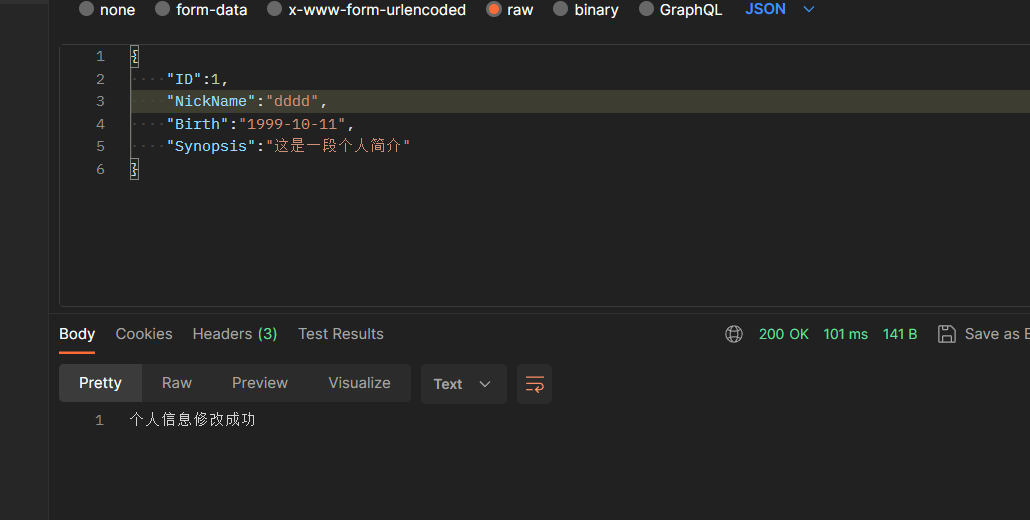 none form-data x-www-form-urlencoded raw binary GraphQL JSON
1 {
2 "ID":1,
3 "NickName":"dddd",
4 "Birth":"1999-10-11",
5 "Synopsis":"这是一段个人简介"
6 }
Body Cookies Headers (3) Test Results 200 OK 101 ms 141 B Save as
Pretty Raw Preview Visualize Text
1 个人信息修改成功